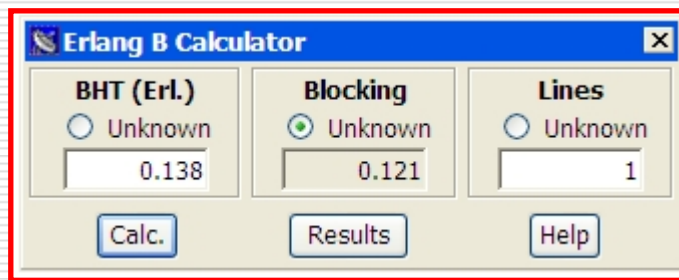 Erlang B Calculator
BHT (Erl.) Blocking Lines
Unknown Unknown Unknown
0.138 0.121 1
Calc. Results Help